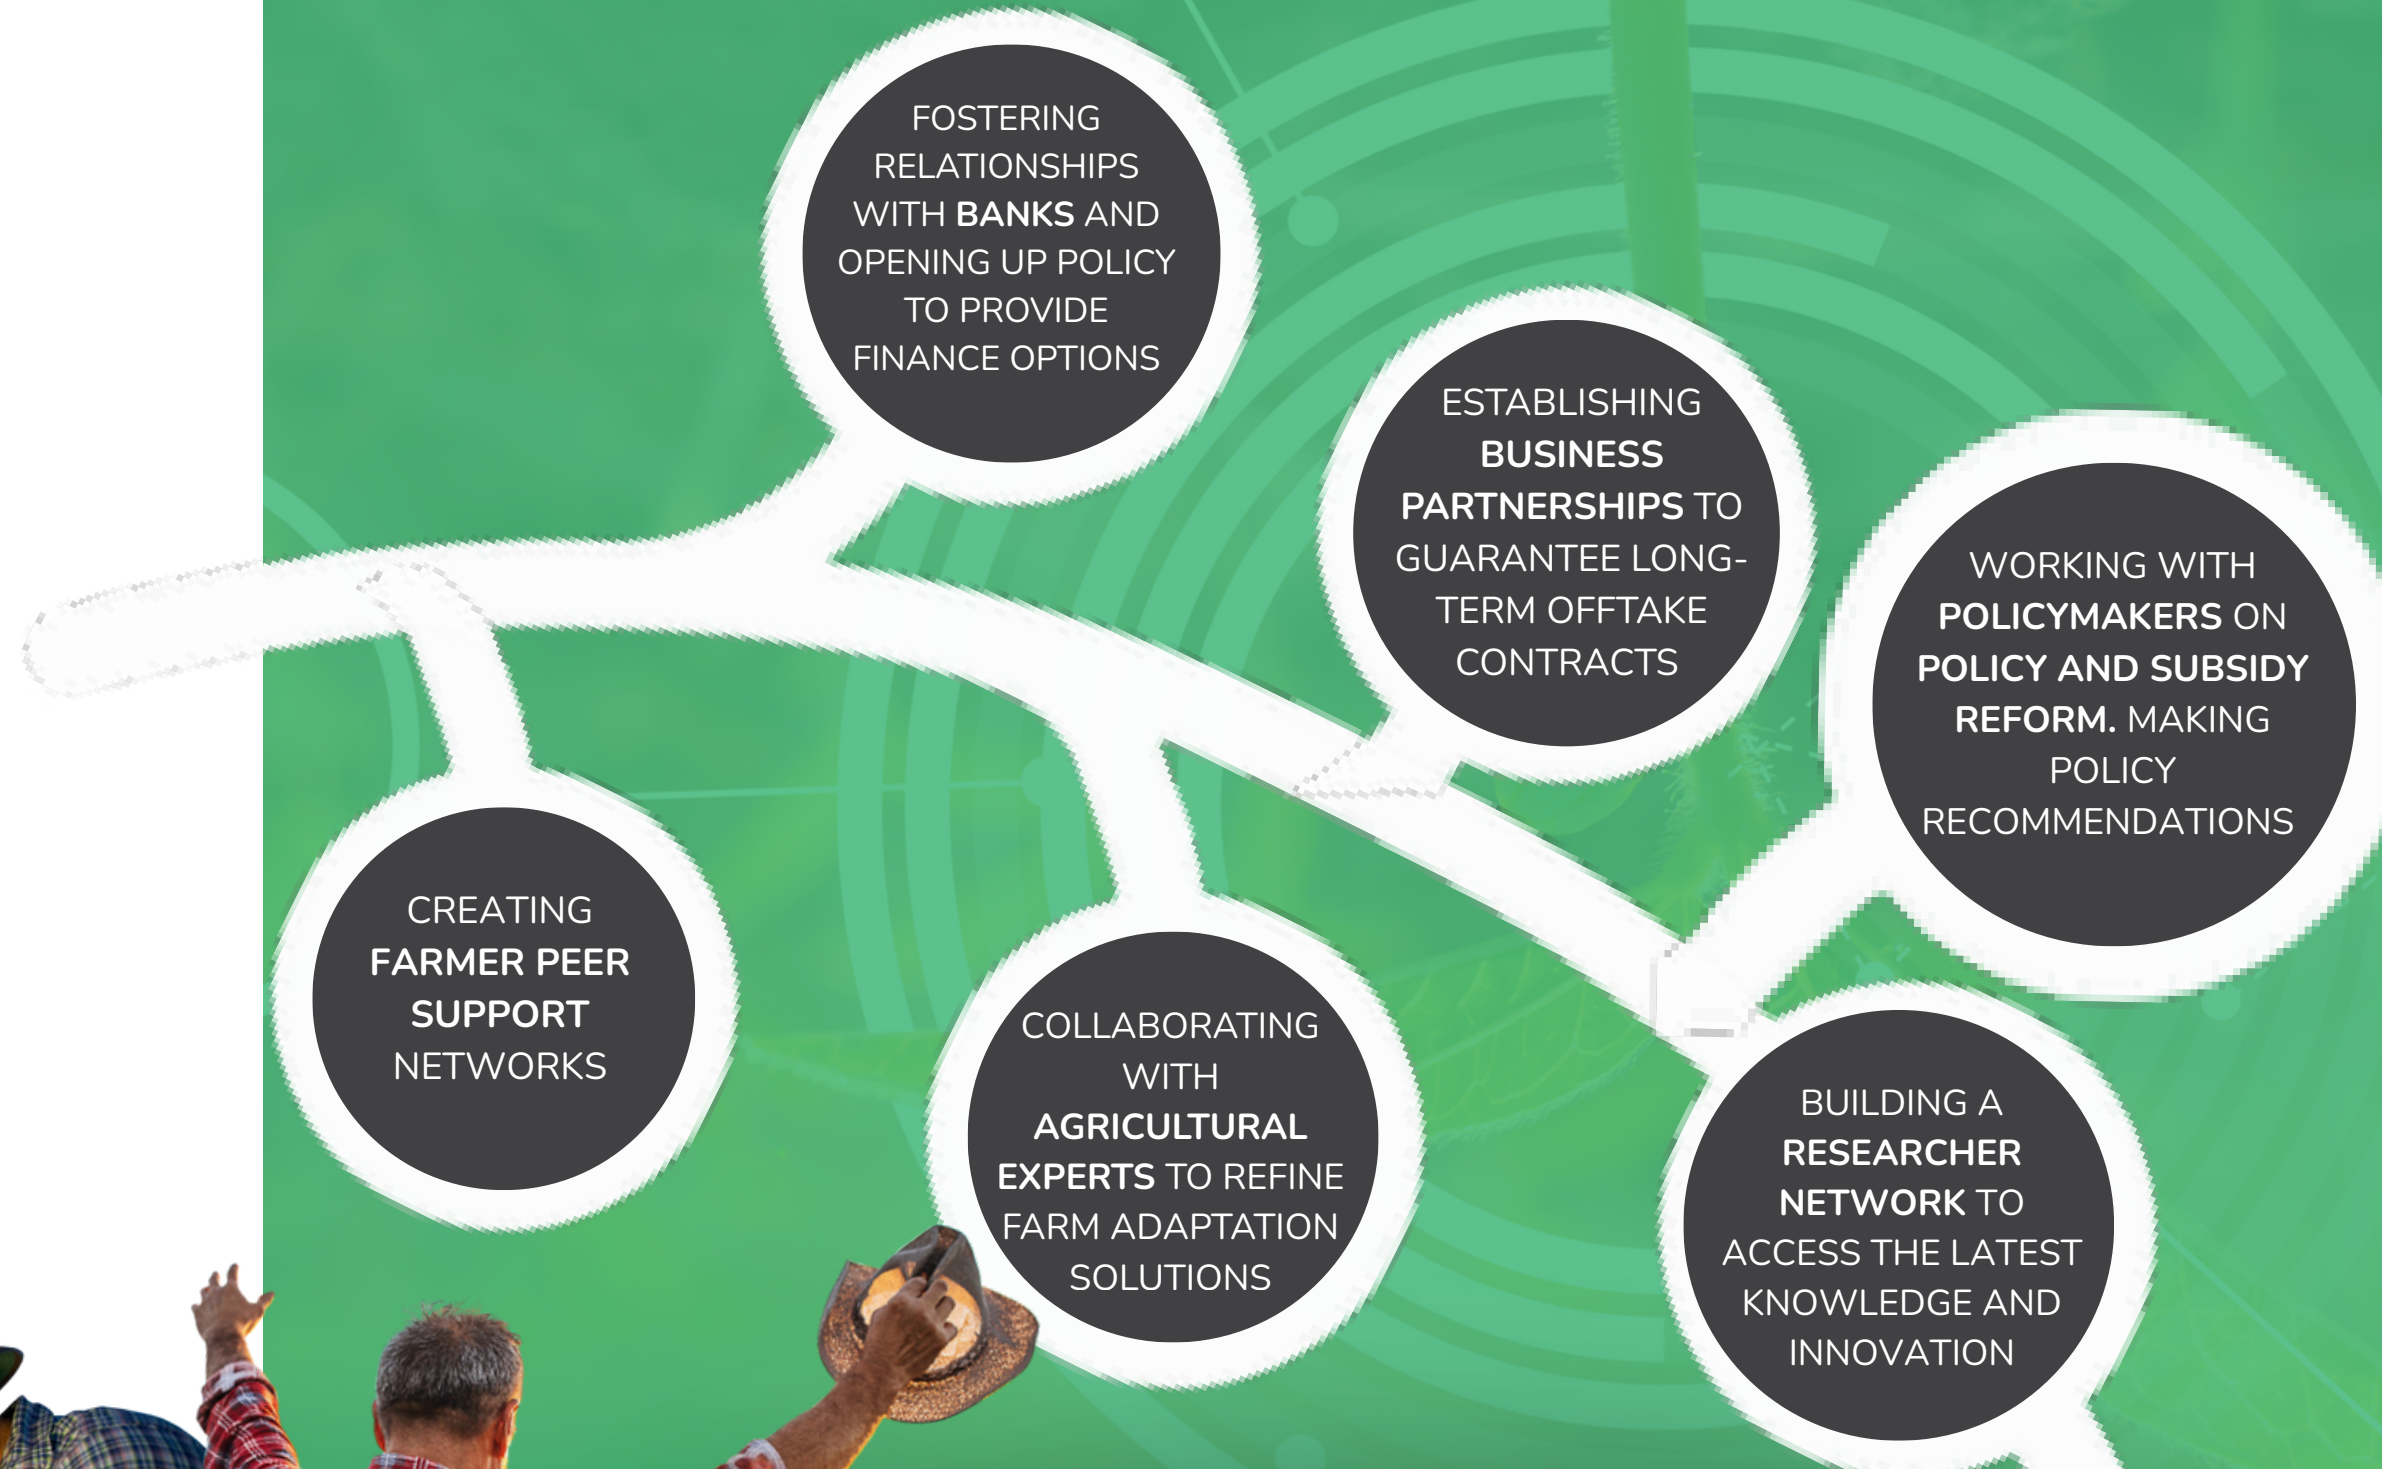 FOSTERING
RELATIONSHIPS
WITH BANKS AND
OPENING UP POLICY
TO PROVIDE
FINANCE OPTIONS
ESTABLISHING
BUSINESS
PARTNERSHIPS TO
GUARANTEE LONG-
TERM OFFTAKE
CONTRACTS
WORKING WITH
POLICYMAKERS ON
POLICY AND SUBSIDY
REFORM. MAKING
POLICY
RECOMMENDATIONS
CREATING
FARMER PEER
SUPPORT
NETWORKS
COLLABORATING
WITH
AGRICULTURAL
EXPERTS TO REFINE
FARM ADAPTATION
SOLUTIONS
BUILDING A
RESEARCHER
NETWORK TO
ACCESS THE LATEST
KNOWLEDGE AND
INNOVATION